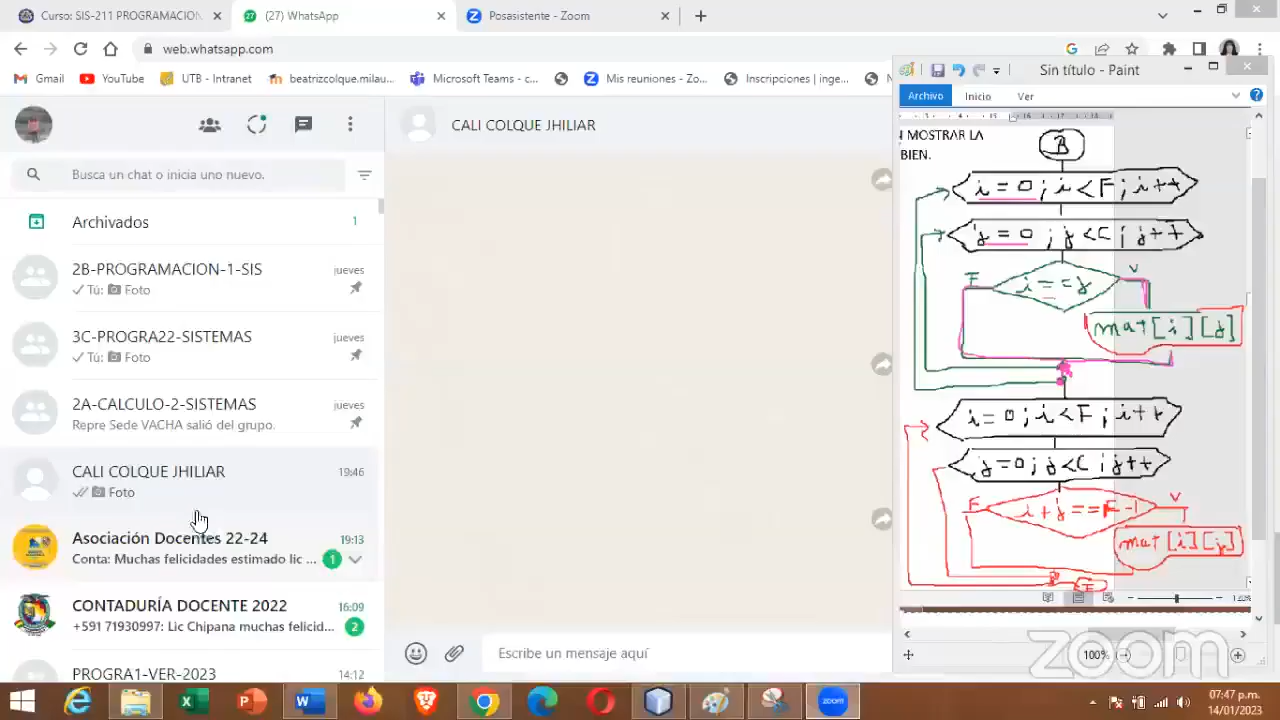 Curso: SIS-211 PROGRAMACION
(27) WhatsApp
Posasistente - Zoom
web.whatsapp.com
Gmail
YouTube
UTB - Intranet
beatrizcolque.milau...
Microsoft Teams - c...
Mis reuniones - Zo...
Inscripciones | inge...
Sin título - Paint
Archivo
Inicio
Ver
CALI COLQUE JHILIAR
Busca un chat o inicia uno nuevo.
Archivados
1
2B-PROGRAMACION-1-SIS
jueves
Tú: Foto
3C-PROGRA22-SISTEMAS
jueves
Tú: Foto
2A-CALCULO-2-SISTEMAS
jueves
Repre Sede VACHA salió del grupo.
CALI COLQUE JHILIAR
19:46
Foto
Asociación Docentes 22-24
19:13
Conta: Muchas felicidades estimado lic ...
1
CONTADURÍA DOCENTE 2022
16:09
+591 71930997: Lic Chipana muchas felicid...
2
PROGRA1-VER-2023
14:12
Escribe un mensaje aquí
N MOSTRAR LA
BIEN.
B
i = 0 ; i < F ; i++
j = 0 ; j < C ; j++
F
V
i == j
mat[i][j]
i = 0 ; i < F ; i++
j = 0 ; j < C ; j++
F
V
i + j == F - 1
mat[i][j]
F
100%
zoom
zoom
07:47 p.m.
14/01/2023